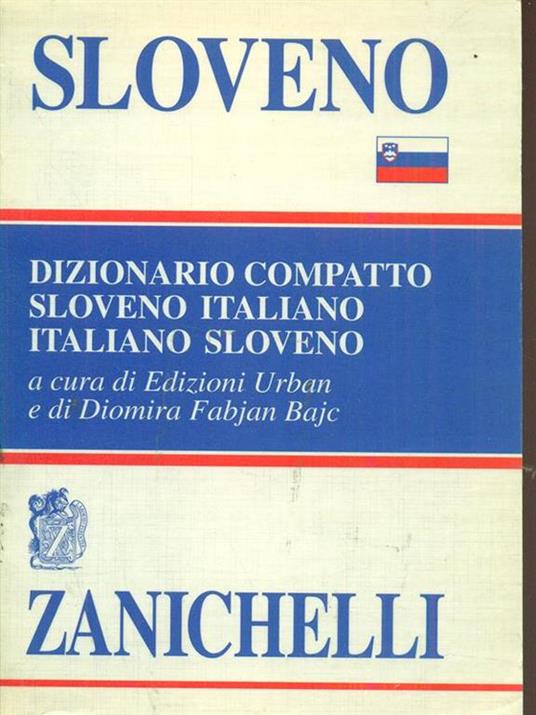 SLOVENO
DIZIONARIO COMPATTO
SLOVENO ITALIANO
ITALIANO SLOVENO
a cura di Edizioni Urban
e di Diomira Fabjan Bajc
Z
ZANICHELLI